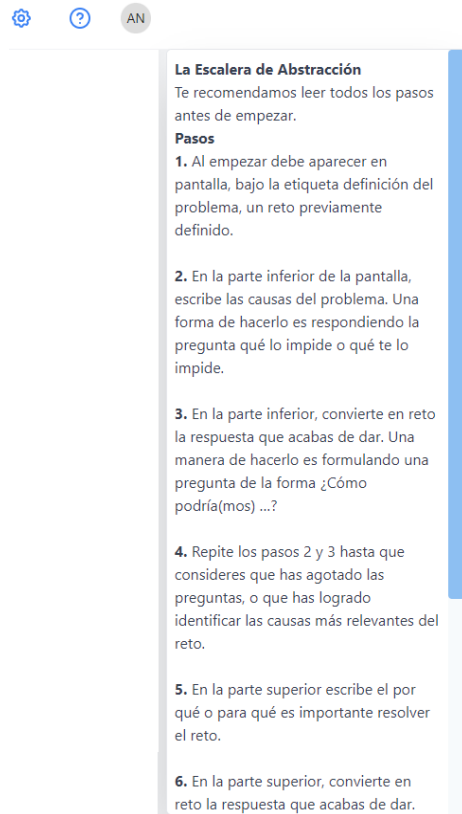 AN
La Escalera de Abstracción
Te recomendamos leer todos los pasos
antes de empezar.
Pasos
1. Al empezar debe aparecer en
pantalla, bajo la etiqueta definición del
problema, un reto previamente
definido.
2. En la parte inferior de la pantalla,
escribe las causas del problema. Una
forma de hacerlo es respondiendo la
pregunta qué lo impide o qué te lo
impide.
3. En la parte inferior, convierte en reto
la respuesta que acabas de dar. Una
manera de hacerlo es formulando una
pregunta de la forma ¿Cómo
podría(mos) ...?
4. Repite los pasos 2 y 3 hasta que
consideres que has agotado las
preguntas, o que has logrado
identificar las causas más relevantes del
reto.
5. En la parte superior escribe el por
qué o para qué es importante resolver
el reto.
6. En la parte superior, convierte en
reto la respuesta que acabas de dar.